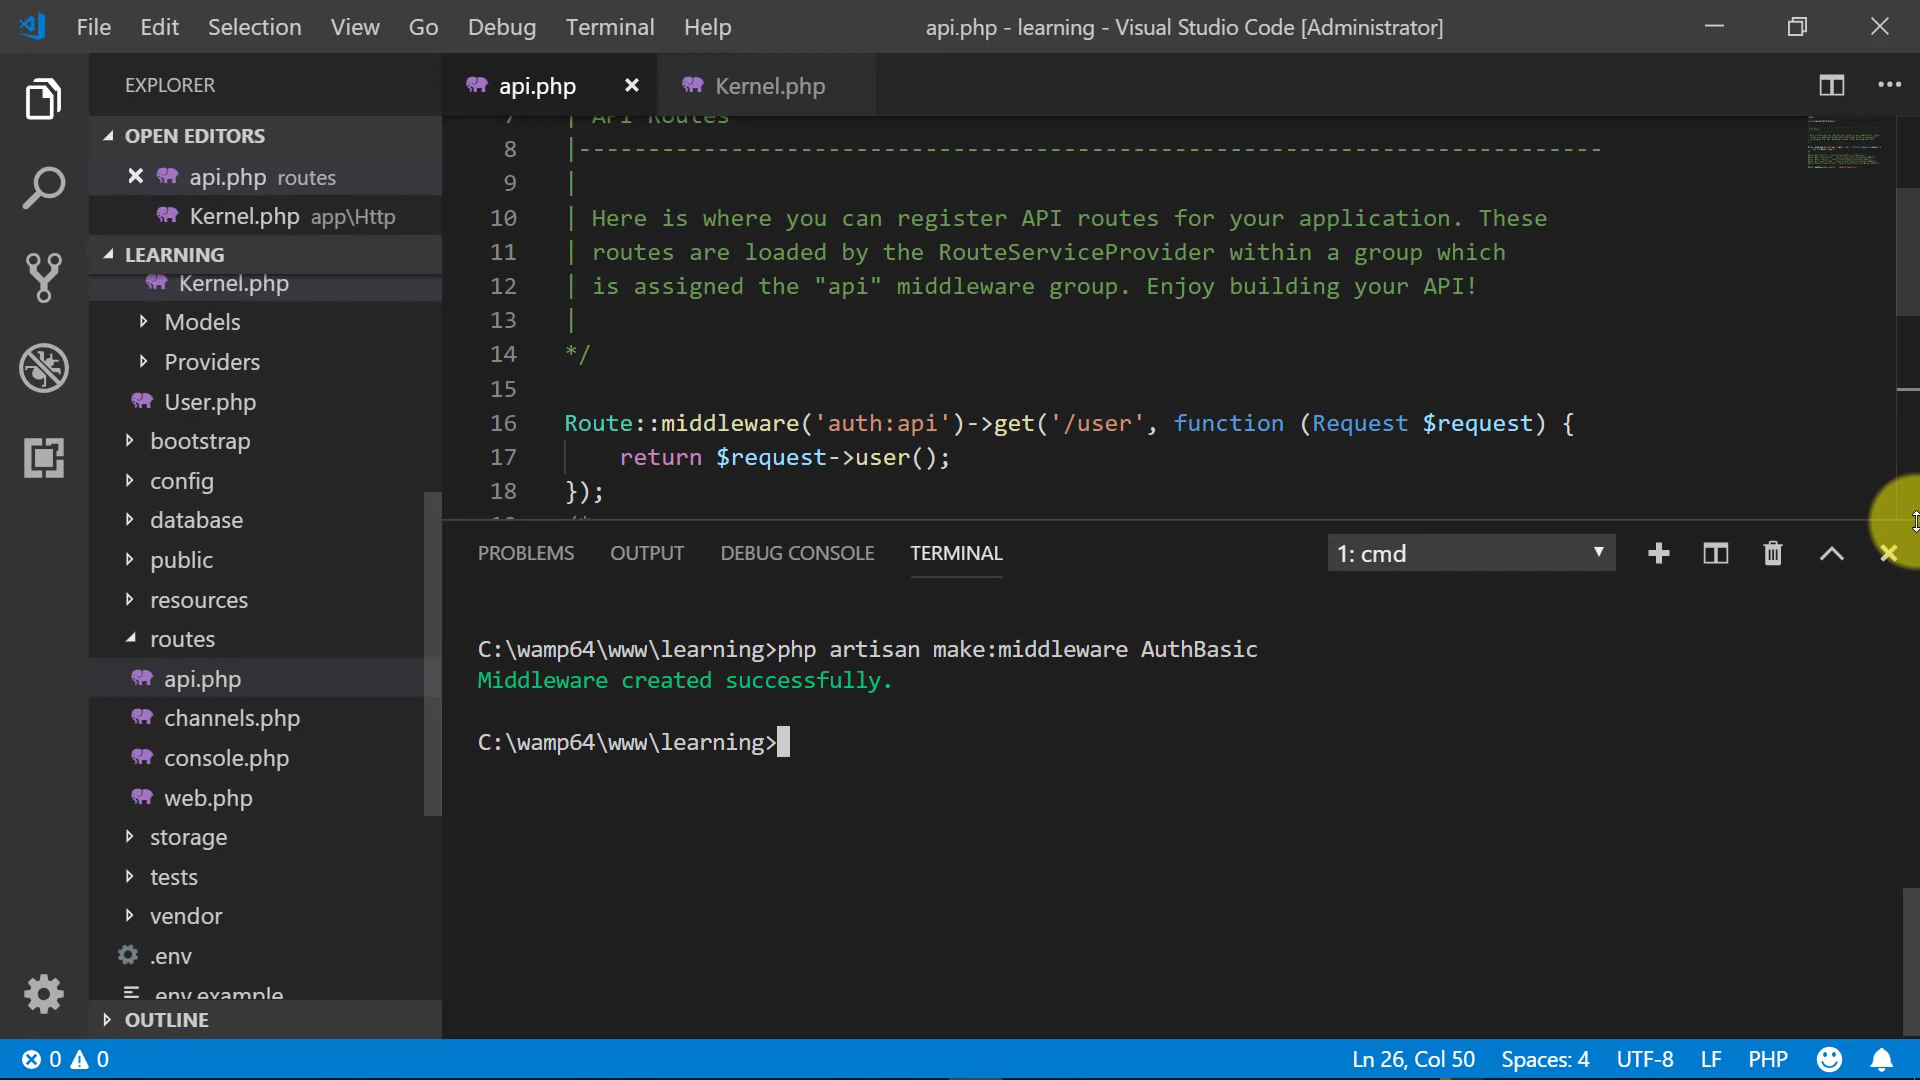 File Edit Selection View Go Debug Terminal Help api.php - learning - Visual Studio Code [Administrator]
EXPLORER
OPEN EDITORS
api.php routes
Kernel.php app\Http
LEARNING
Kernel.php
Models
Providers
User.php
bootstrap
config
database
public
resources
routes
api.php
channels.php
console.php
web.php
storage
tests
vendor
.env
.env.example
OUTLINE
api.php Kernel.php
7 | API Routes
8 |--------------------------------------------------------------------------
9 |
10 | Here is where you can register API routes for your application. These
11 | routes are loaded by the RouteServiceProvider within a group which
12 | is assigned the "api" middleware group. Enjoy building your API!
13 |
14 */
15
16 Route::middleware('auth:api')->get('/user', function (Request $request) {
17 return $request->user();
18 });
19 /*
PROBLEMS OUTPUT DEBUG CONSOLE TERMINAL 1: cmd
C:\wamp64\www\learning>php artisan make:middleware AuthBasic
Middleware created successfully.
C:\wamp64\www\learning>
0 0 Ln 26, Col 50 Spaces: 4 UTF-8 LF PHP